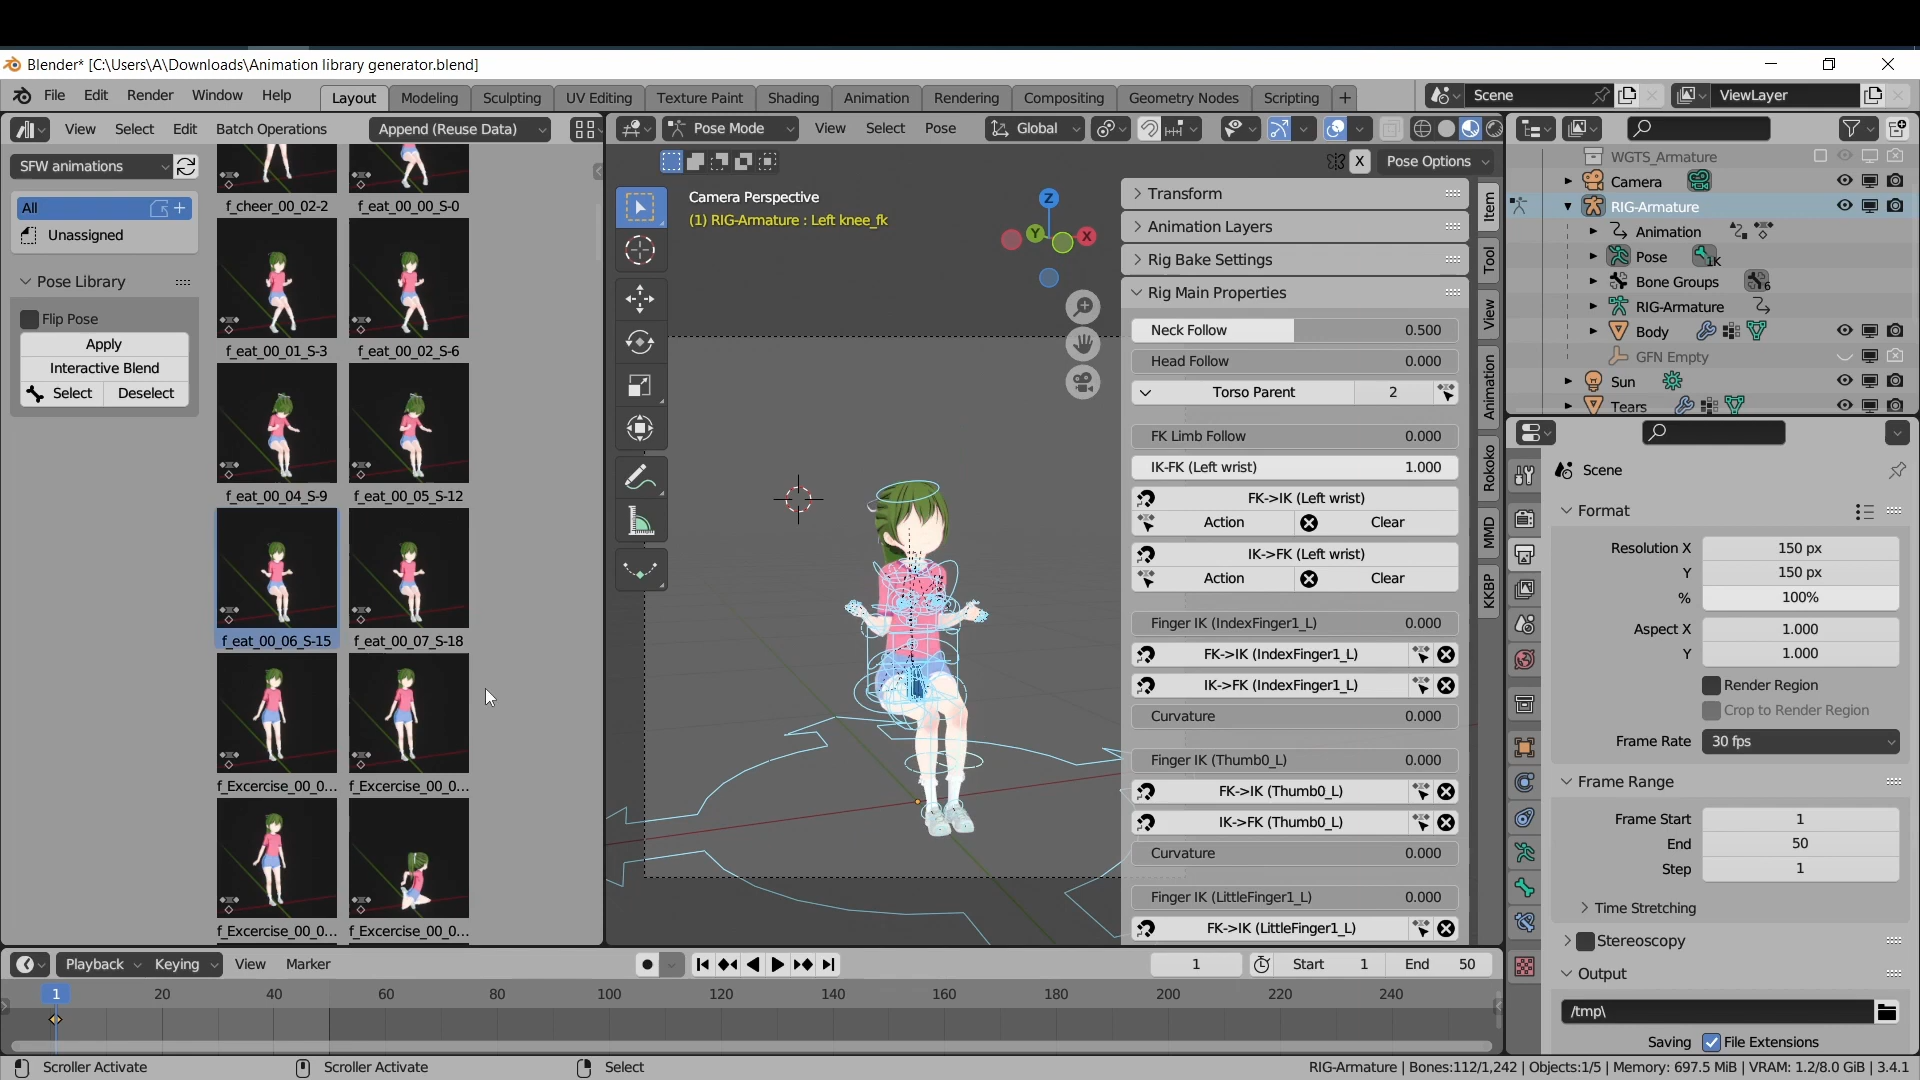 Blender* [C:\Users\A\Downloads\Animation library generator.blend]
File Edit Render Window Help Layout Modeling Sculpting UV Editing Texture Paint Shading Animation Rendering Compositing Geometry Nodes Scripting + Scene ViewLayer
View Select Edit Batch Operations Append (Reuse Data)
SFW animations
All
Unassigned
Pose Library
Flip Pose
Apply
Interactive Blend
Select Deselect
f_cheer_00_02-2 f_eat_00_00_S-0
f_eat_00_01_S-3 f_eat_00_02_S-6
f_eat_00_04_S-9 f_eat_00_05_S-12
f_eat_00_06_S-15 f_eat_00_07_S-18
f_Excercise_00_0... f_Excercise_00_0...
f_Excercise_00_0... f_Excercise_00_0...
Pose Mode View Select Pose Global
X Pose Options
Camera Perspective
(1) RIG-Armature : Left knee_fk
Z
Y
X
Transform
Animation Layers
Rig Bake Settings
Rig Main Properties
Neck Follow 0.500
Head Follow 0.000
Torso Parent 2
FK Limb Follow 0.000
IK-FK (Left wrist) 1.000
FK->IK (Left wrist)
Action Clear
IK->FK (Left wrist)
Action Clear
Finger IK (IndexFinger1_L) 0.000
FK->IK (IndexFinger1_L)
IK->FK (IndexFinger1_L)
Curvature 0.000
Finger IK (Thumb0_L) 0.000
FK->IK (Thumb0_L)
IK->FK (Thumb0_L)
Curvature 0.000
Finger IK (LittleFinger1_L) 0.000
FK->IK (LittleFinger1_L)
Item
Tool
View
Animation
Rokoko
MMD
KKBP
WGTS_Armature
Camera
RIG-Armature
Animation
Pose 1K
Bone Groups 6
RIG-Armature
Body
GFN Empty
Sun
Tears
Scene
Format
Resolution X 150 px
Y 150 px
% 100%
Aspect X 1.000
Y 1.000
Render Region
Crop to Render Region
Frame Rate 30 fps
Frame Range
Frame Start 1
End 50
Step 1
Time Stretching
Stereoscopy
Output
/tmp\
Saving File Extensions
Playback Keying View Marker 1 Start 1 End 50
1 20 40 60 80 100 120 140 160 180 200 220 240
Scroller Activate Scroller Activate Select RIG-Armature | Bones:112/1,242 | Objects:1/5 | Memory: 697.5 MiB | VRAM: 1.2/8.0 GiB | 3.4.1